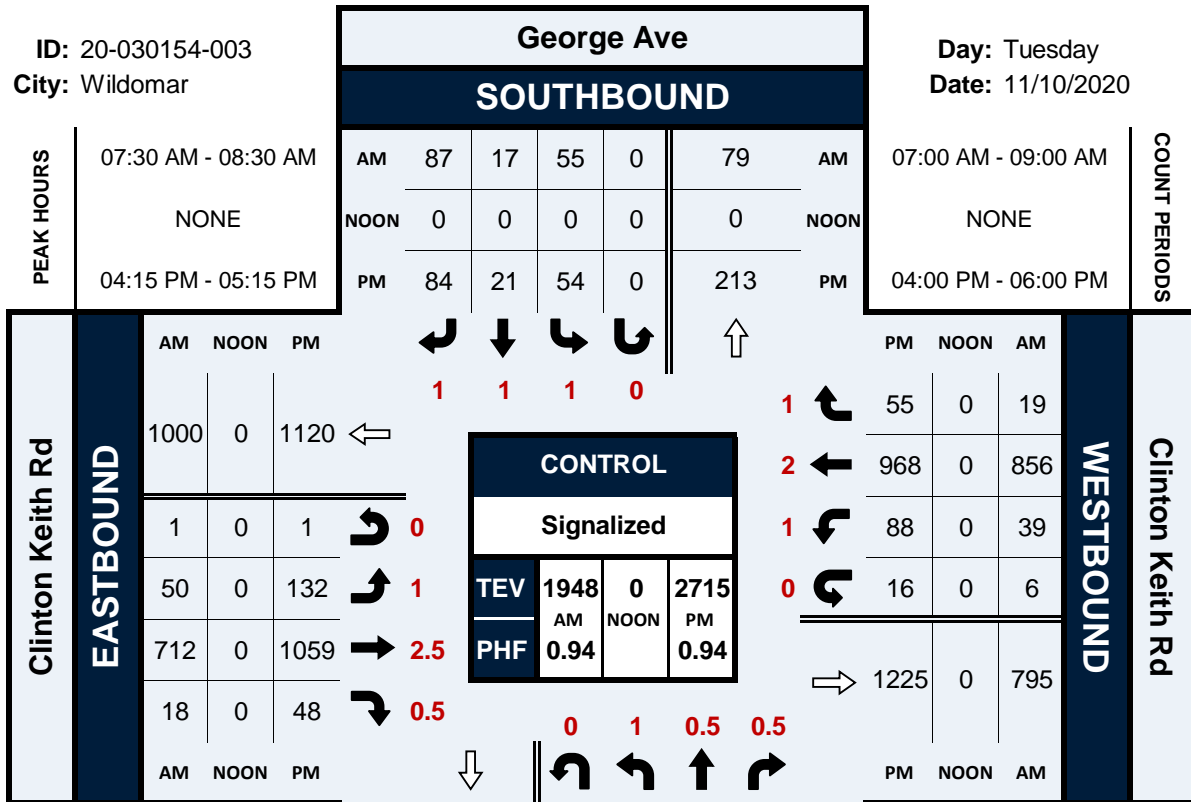 ID: 20-030154-003
City: Wildomar
George Ave
SOUTHBOUND
Day: Tuesday
Date: 11/10/2020
PEAK HOURS
07:30 AM - 08:30 AM
NONE
04:15 PM - 05:15 PM
AM 87 17 55 0 79 AM
NOON 0 0 0 0 0 NOON
PM 84 21 54 0 213 PM
1 1 1 0
07:00 AM - 09:00 AM
NONE
04:00 PM - 06:00 PM
COUNT PERIODS
Clinton Keith Rd
EASTBOUND
AM NOON PM
1000 0 1120
1 0 1 0
50 0 132 1
712 0 1059 2.5
18 0 48 0.5
AM NOON PM
CONTROL
Signalized
TEV 1948 0 2715
AM NOON PM
PHF 0.94 0.94
PM NOON AM
1 55 0 19
2 968 0 856
1 88 0 39
0 16 0 6
1225 0 795
PM NOON AM
WESTBOUND
Clinton Keith Rd
0 1 0.5 0.5